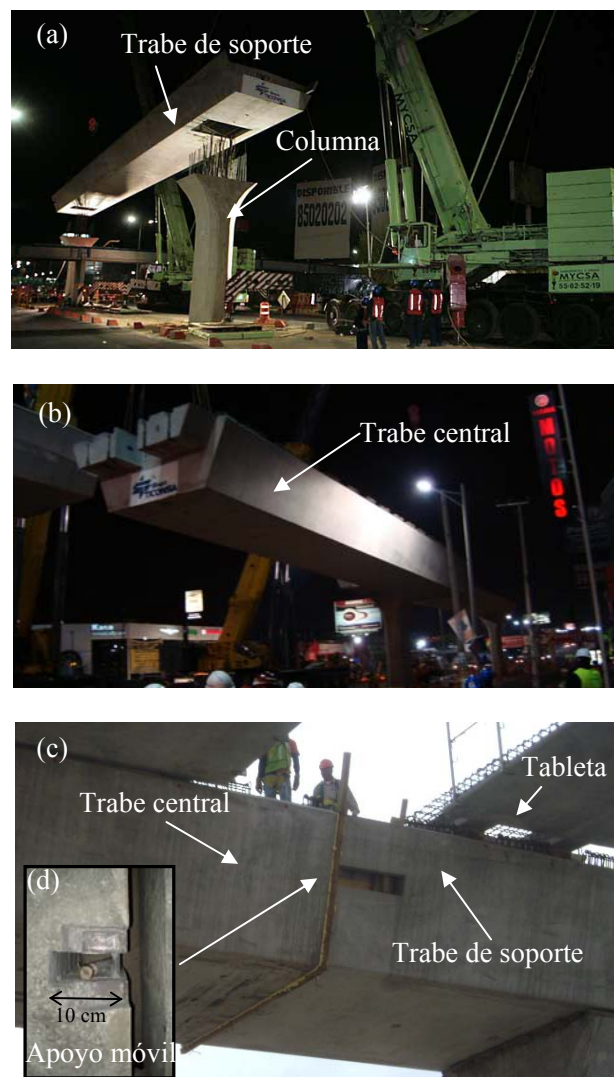 (a)
Trabe de soporte
Columna
DISPONIBLE
85020202
MYCSA
MYCSA
55-62-52-19
(b)
Trabe central
MOTOS
(c)
Trabe central
Tableta
Trabe de soporte
(d)
10 cm
Apoyo móvil